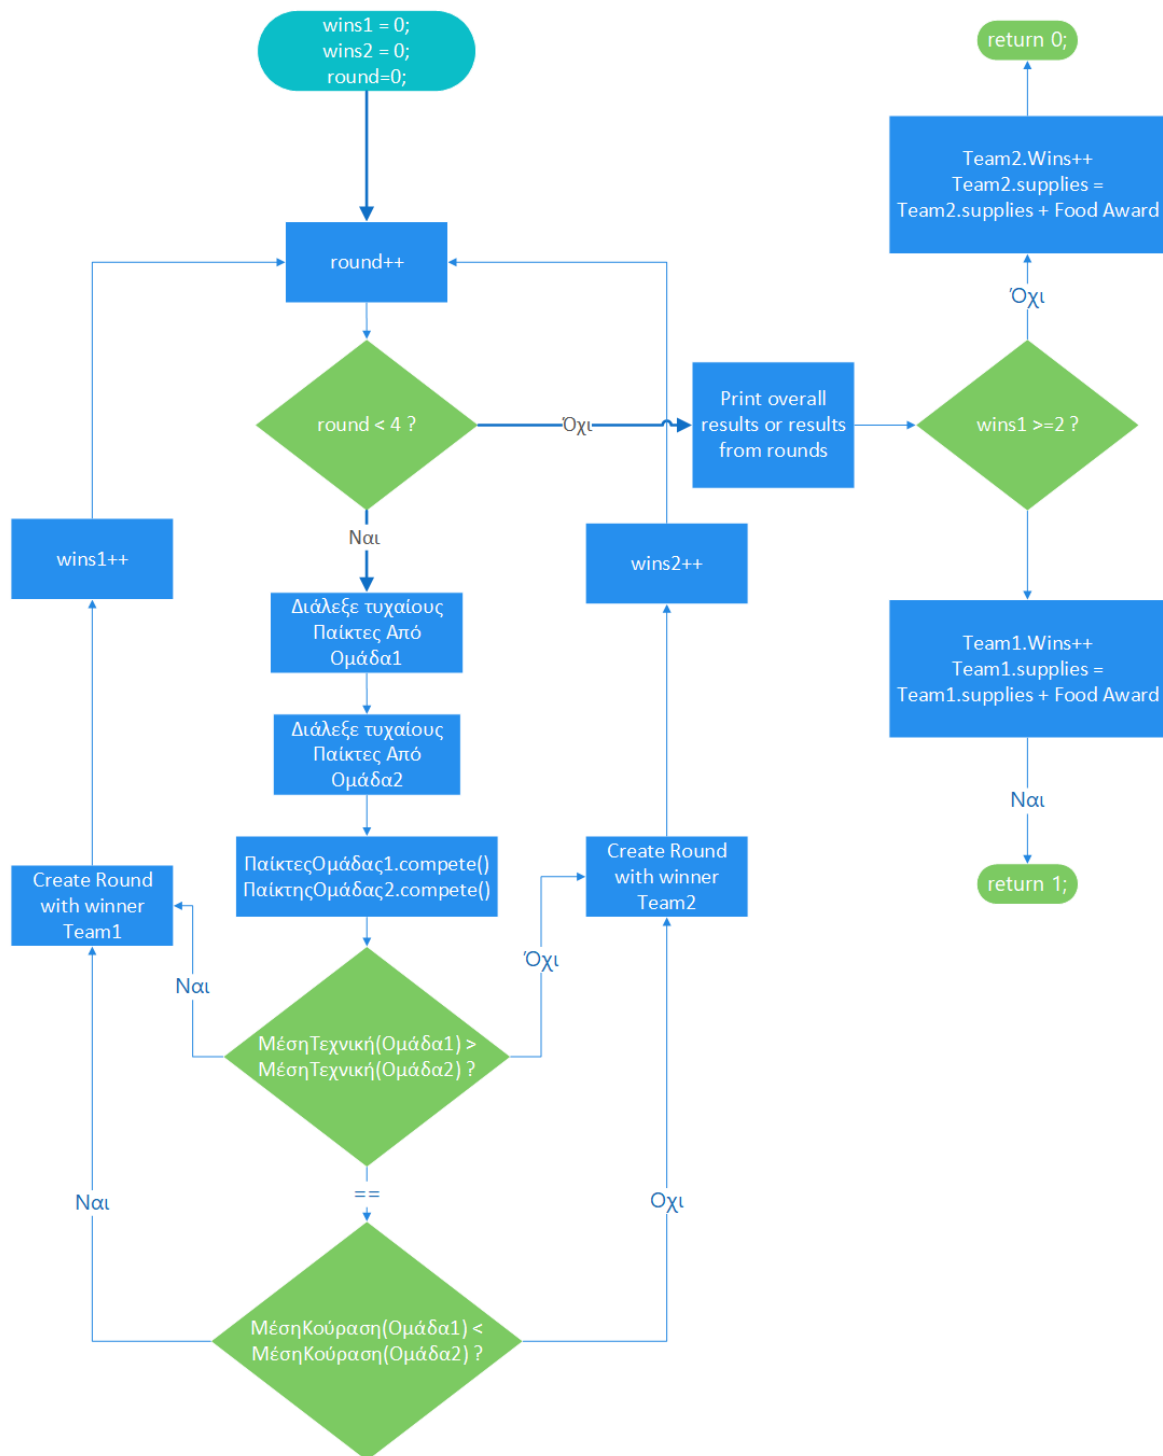 wins1 = 0;
wins2 = 0;
round=0;
return 0;
Team2.Wins++
Team2.supplies =
Team2.supplies + Food Award
round++
Όχι
round < 4 ?
Όχι
Print overall
results or results
from rounds
wins1 >=2 ?
Ναι
wins1++
wins2++
Διάλεξε τυχαίους
Παίκτες Από
Ομάδα1
Team1.Wins++
Team1.supplies =
Team1.supplies + Food Award
Διάλεξε τυχαίους
Παίκτες Από
Ομάδα2
Ναι
ΠαίκτεςΟμάδας1.compete()
ΠαίκτηςΟμάδας2.compete()
Create Round
with winner
Team2
Create Round
with winner
Team1
return 1;
Όχι
Ναι
ΜέσηΤεχνική(Ομάδα1) >
ΜέσηΤεχνική(Ομάδα2) ?
==
Ναι
Οχι
ΜέσηΚούραση(Ομάδα1) <
ΜέσηΚούραση(Ομάδα2) ?